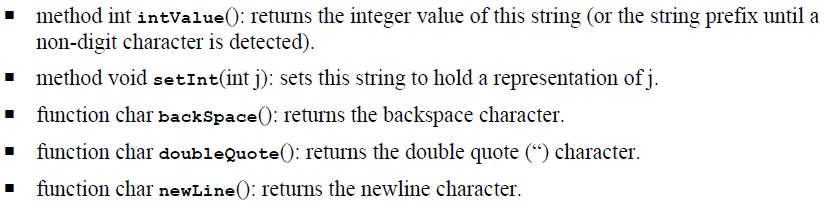 ▪ method int intValue(): returns the integer value of this string (or the string prefix until a
non-digit character is detected).
▪ method void setInt(int j): sets this string to hold a representation of j.
▪ function char backSpace(): returns the backspace character.
▪ function char doubleQuote(): returns the double quote (“) character.
▪ function char newLine(): returns the newline character.